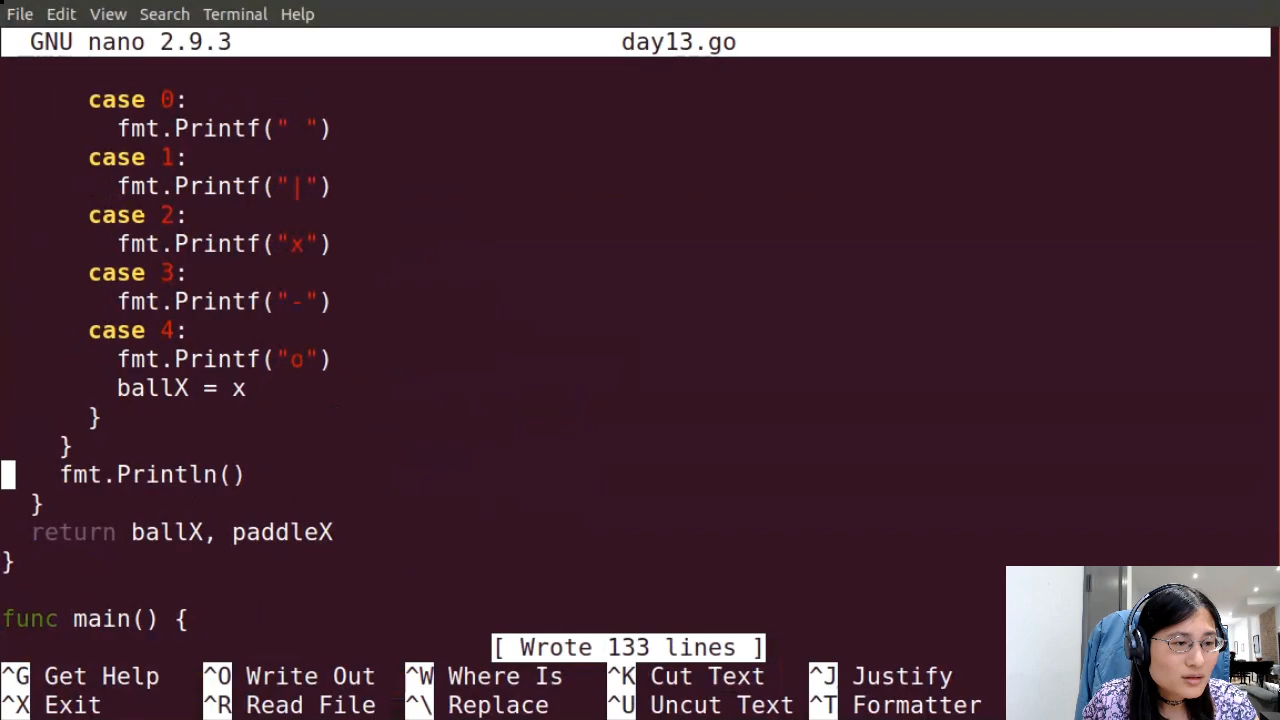 File Edit View Search Terminal Help
GNU nano 2.9.3 day13.go
case 0:
fmt.Printf(" ")
case 1:
fmt.Printf("|")
case 2:
fmt.Printf("x")
case 3:
fmt.Printf("-")
case 4:
fmt.Printf("o")
ballX = x
}
}
fmt.Println()
}
return ballX, paddleX
}
func main() {
[ Wrote 133 lines ]
^G Get Help ^O Write Out ^W Where Is ^K Cut Text ^J Justify
^X Exit ^R Read File ^\ Replace ^U Uncut Text ^T Formatter